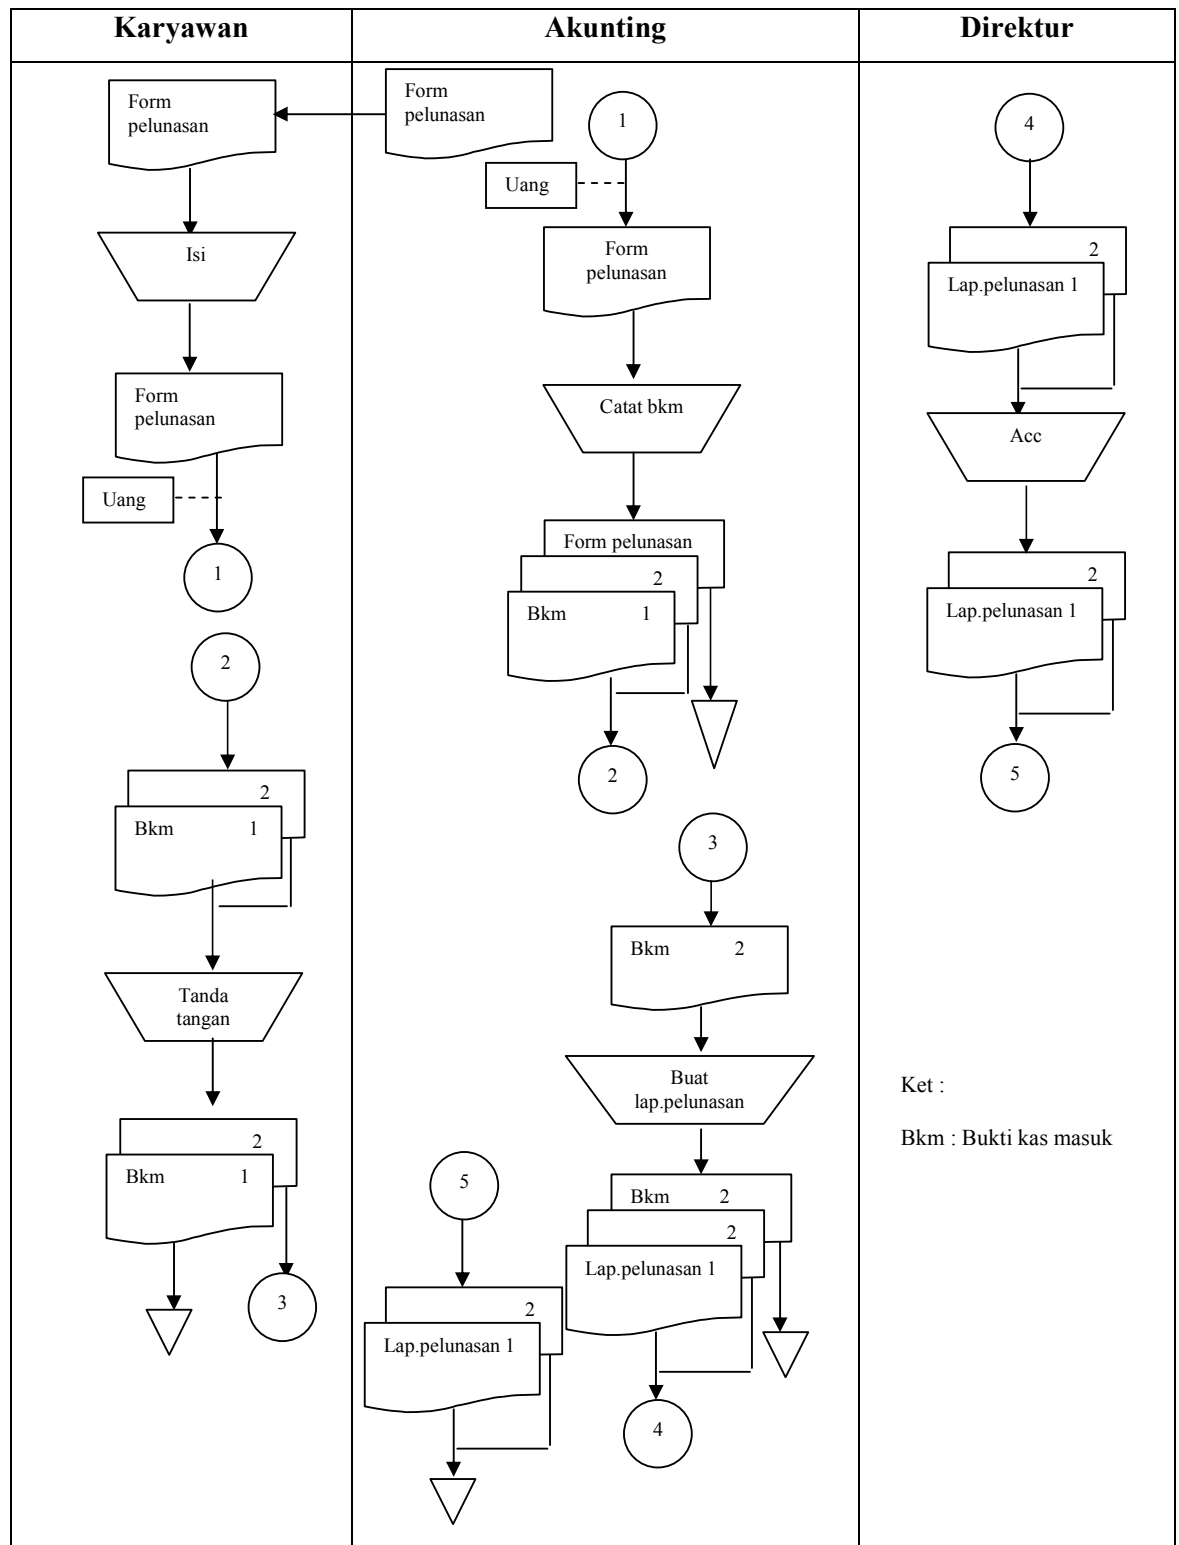 Karyawan
Akunting
Direktur
Form
pelunasan
Isi
Form
pelunasan
Uang
1
2
2
Bkm 1
Tanda
tangan
2
Bkm 1
3
Form
pelunasan
1
Uang
Form
pelunasan
Catat bkm
Form pelunasan
2
Bkm 1
2
3
Bkm 2
Buat
lap.pelunasan
Bkm 2
2
Lap.pelunasan 1
4
5
2
Lap.pelunasan 1
4
2
Lap.pelunasan 1
Acc
2
Lap.pelunasan 1
5
Ket :
Bkm : Bukti kas masuk